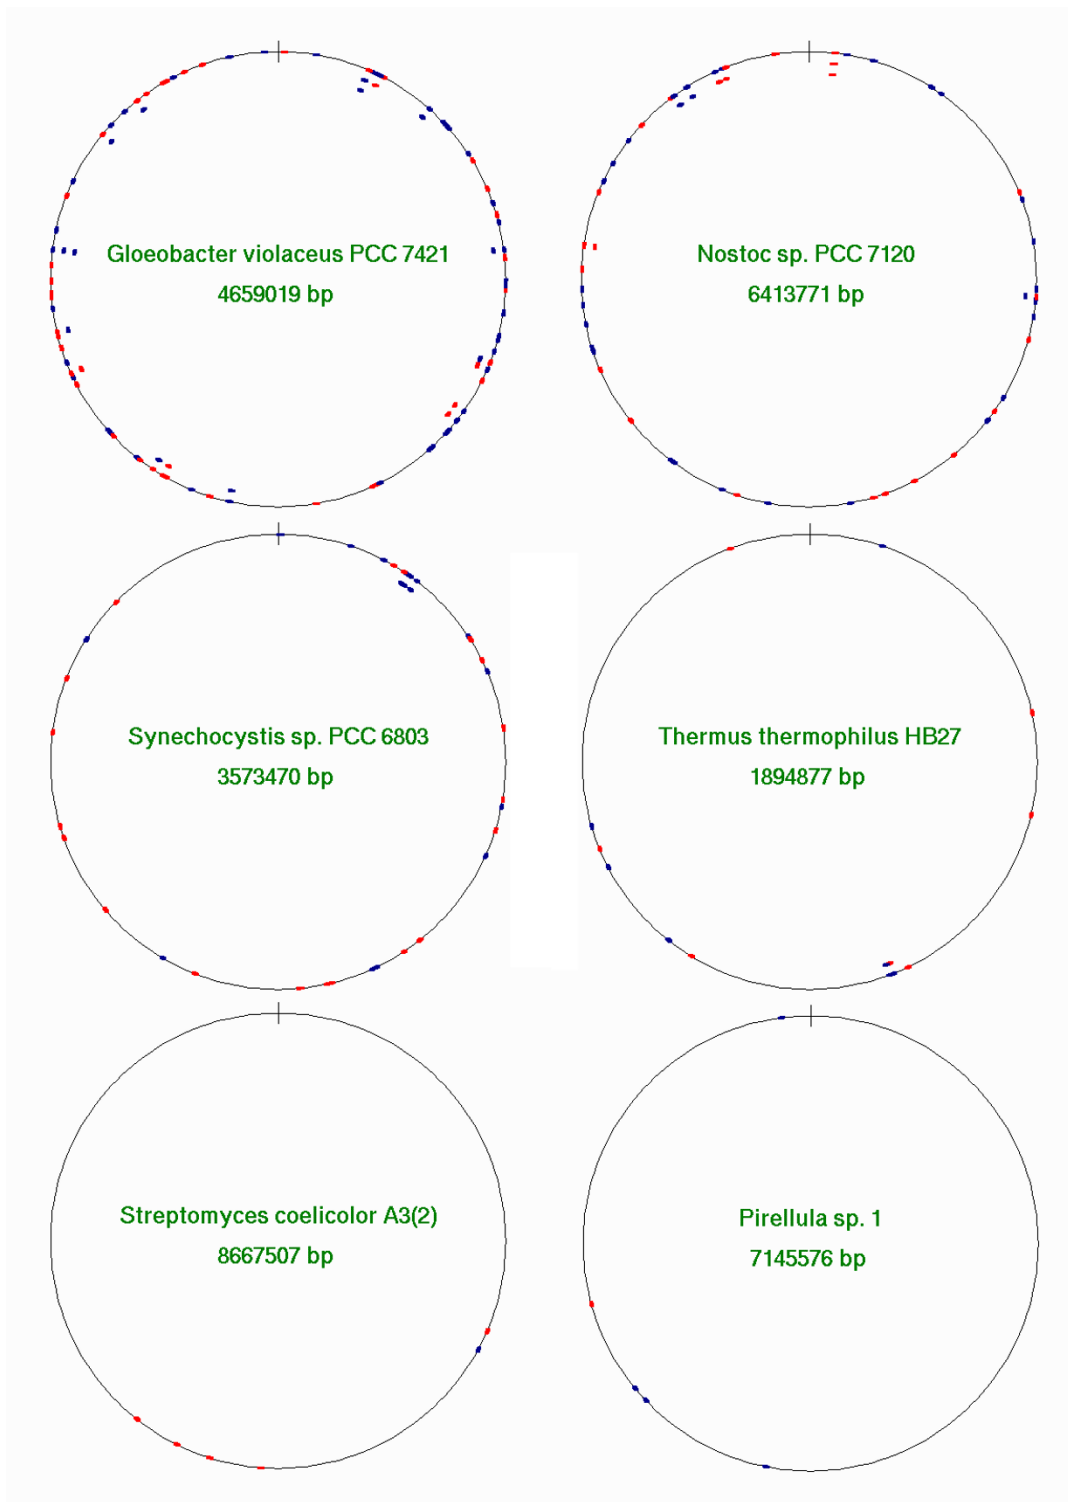 Gloeobacter violaceus PCC 7421
4659019 bp
Nostoc sp. PCC 7120
6413771 bp
Synechocystis sp. PCC 6803
3573470 bp
Thermus thermophilus HB27
1894877 bp
Streptomyces coelicolor A3(2)
8667507 bp
Pirellula sp. 1
7145576 bp